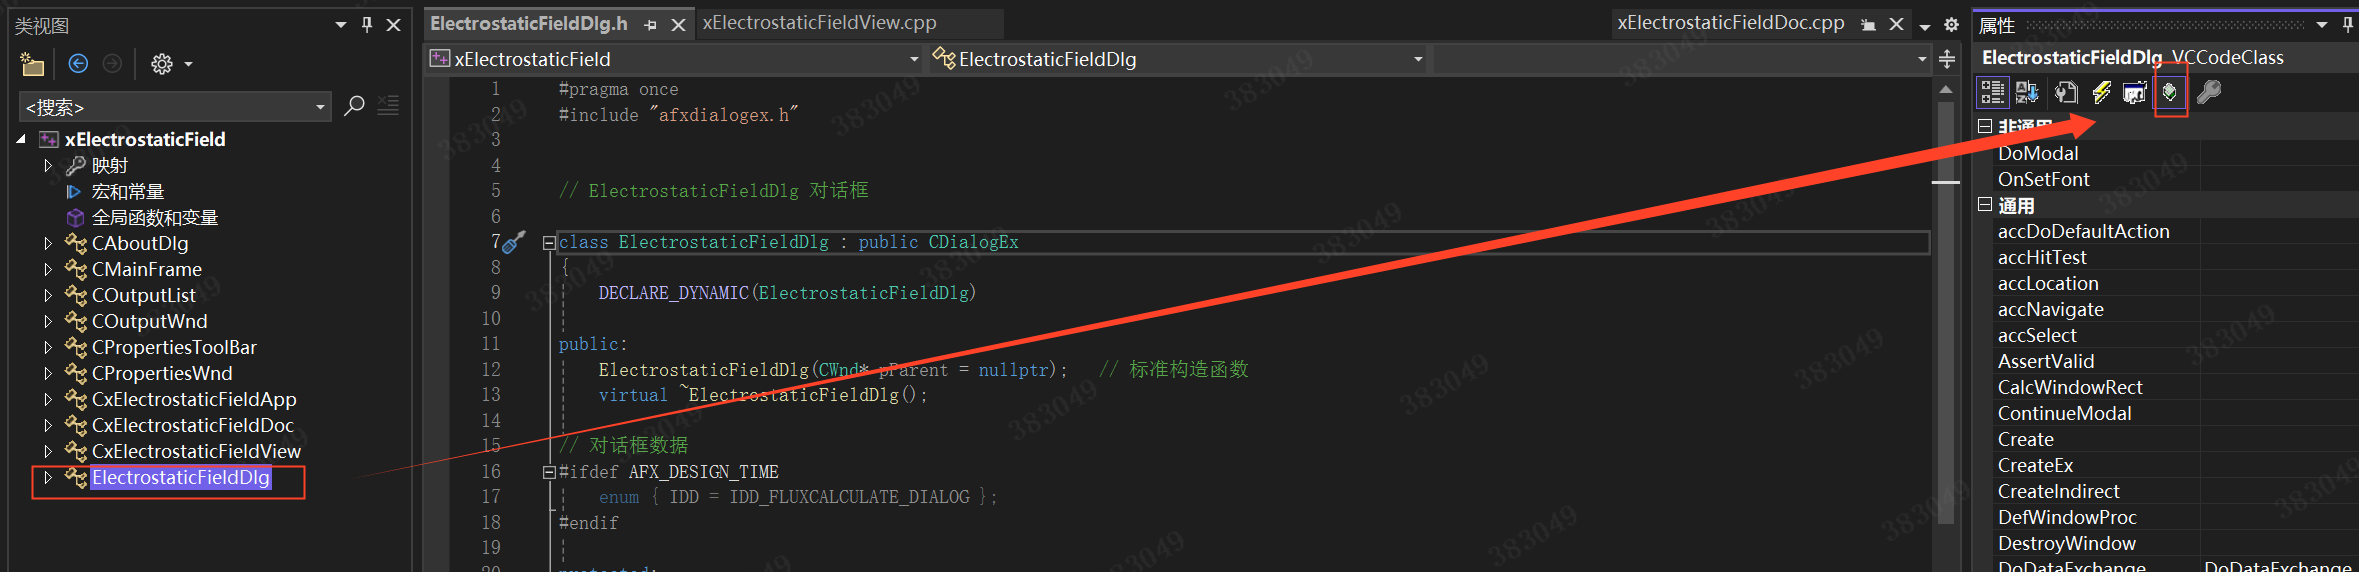 类视图
<搜索>
xElectrostaticField
映射
宏和常量
全局函数和变量
CAboutDlg
CMainFrame
COutputList
COutputWnd
CPropertiesToolBar
CPropertiesWnd
CxElectrostaticFieldApp
CxElectrostaticFieldDoc
CxElectrostaticFieldView
ElectrostaticFieldDlg
ElectrostaticFieldDlg.h
xElectrostaticFieldView.cpp
xElectrostaticFieldDoc.cpp
xElectrostaticField
ElectrostaticFieldDlg
1 #pragma once
2 #include "afxdialogex.h"
3
4
5 // ElectrostaticFieldDlg 对话框
6
7 class ElectrostaticFieldDlg : public CDialogEx
8 {
9 DECLARE_DYNAMIC(ElectrostaticFieldDlg)
10
11 public:
12 ElectrostaticFieldDlg(CWnd* pParent = nullptr); // 标准构造函数
13 virtual ~ElectrostaticFieldDlg();
14
15 // 对话框数据
16 #ifdef AFX_DESIGN_TIME
17 enum { IDD = IDD_FLUXCALCULATE_DIALOG };
18 #endif
19
20 protected:
属性
ElectrostaticFieldDlg VCCodeClass
非通用
DoModal
OnSetFont
通用
accDoDefaultAction
accHitTest
accLocation
accNavigate
accSelect
AssertValid
CalcWindowRect
ContinueModal
Create
CreateEx
CreateIndirect
DefWindowProc
DestroyWindow
DoDataExchange DoDataExchange
383049